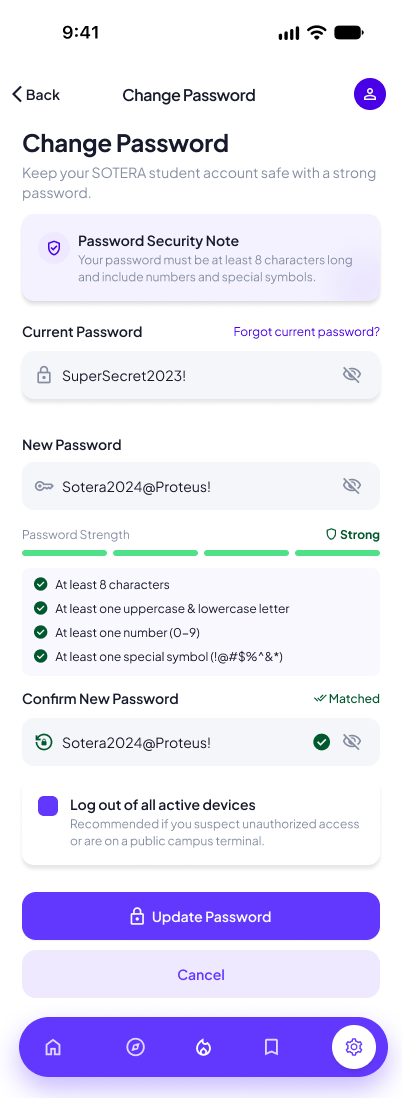 9:41
Back
Change Password
Change Password
Keep your SOTERA student account safe with a strong
password.
Password Security Note
Your password must be at least 8 characters long
and include numbers and special symbols.
Current Password
Forgot current password?
SuperSecret2023!
New Password
Sotera2024@Proteus!
Password Strength
Strong
At least 8 characters
At least one uppercase & lowercase letter
At least one number (0–9)
At least one special symbol (!@#$%^&*)
Confirm New Password
Matched
Sotera2024@Proteus!
Log out of all active devices
Recommended if you suspect unauthorized access
or are on a public campus terminal.
Update Password
Cancel